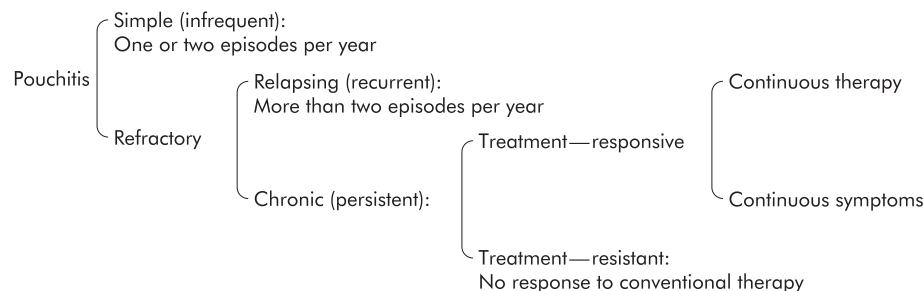 Simple (infrequent):
One or two episodes per year
Pouchitis
Relapsing (recurrent):
More than two episodes per year
Continuous therapy
Refractory
Treatment—responsive
Chronic (persistent):
Continuous symptoms
Treatment—resistant:
No response to conventional therapy